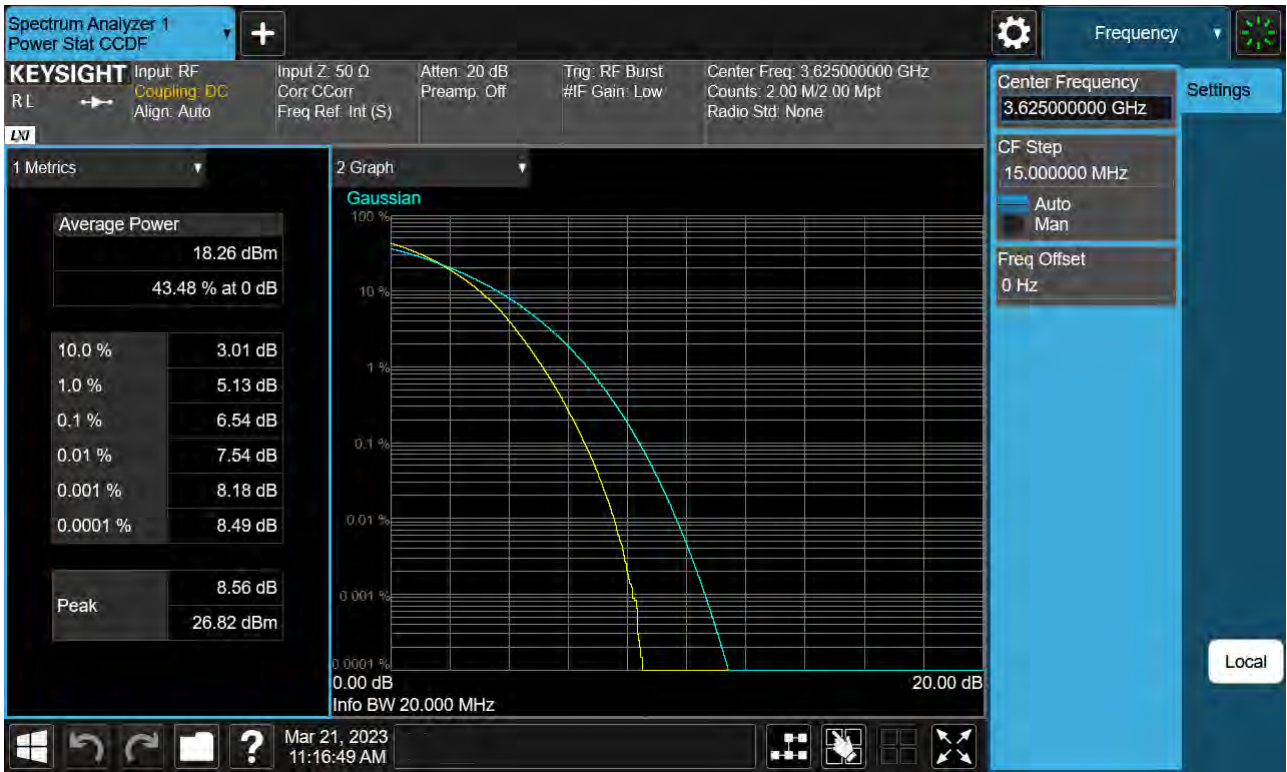 Spectrum Analyzer 1
Power Stat CCDF
+
Frequency
KEYSIGHT
RL
LXI
Input: RF
Coupling: DC
Align: Auto
Input Z: 50 Ω
Corr CCorr
Freq Ref: Int (S)
Atten: 20 dB
Preamp: Off
Trig: RF Burst
#IF Gain: Low
Center Freq: 3.625000000 GHz
Counts: 2.00 M/2.00 Mpt
Radio Std: None
1 Metrics
Average Power
18.26 dBm
43.48 % at 0 dB
10.0 % 3.01 dB
1.0 % 5.13 dB
0.1 % 6.54 dB
0.01 % 7.54 dB
0.001 % 8.18 dB
0.0001 % 8.49 dB
Peak
8.56 dB
26.82 dBm
2 Graph
Gaussian
100 %
10 %
1 %
0.1 %
0.01 %
0.001 %
0.0001 %
0.00 dB 20.00 dB
Info BW 20.000 MHz
Center Frequency
3.625000000 GHz
CF Step
15.000000 MHz
Auto
Man
Freq Offset
0 Hz
Settings
Local
?
Mar 21, 2023
11:16:49 AM